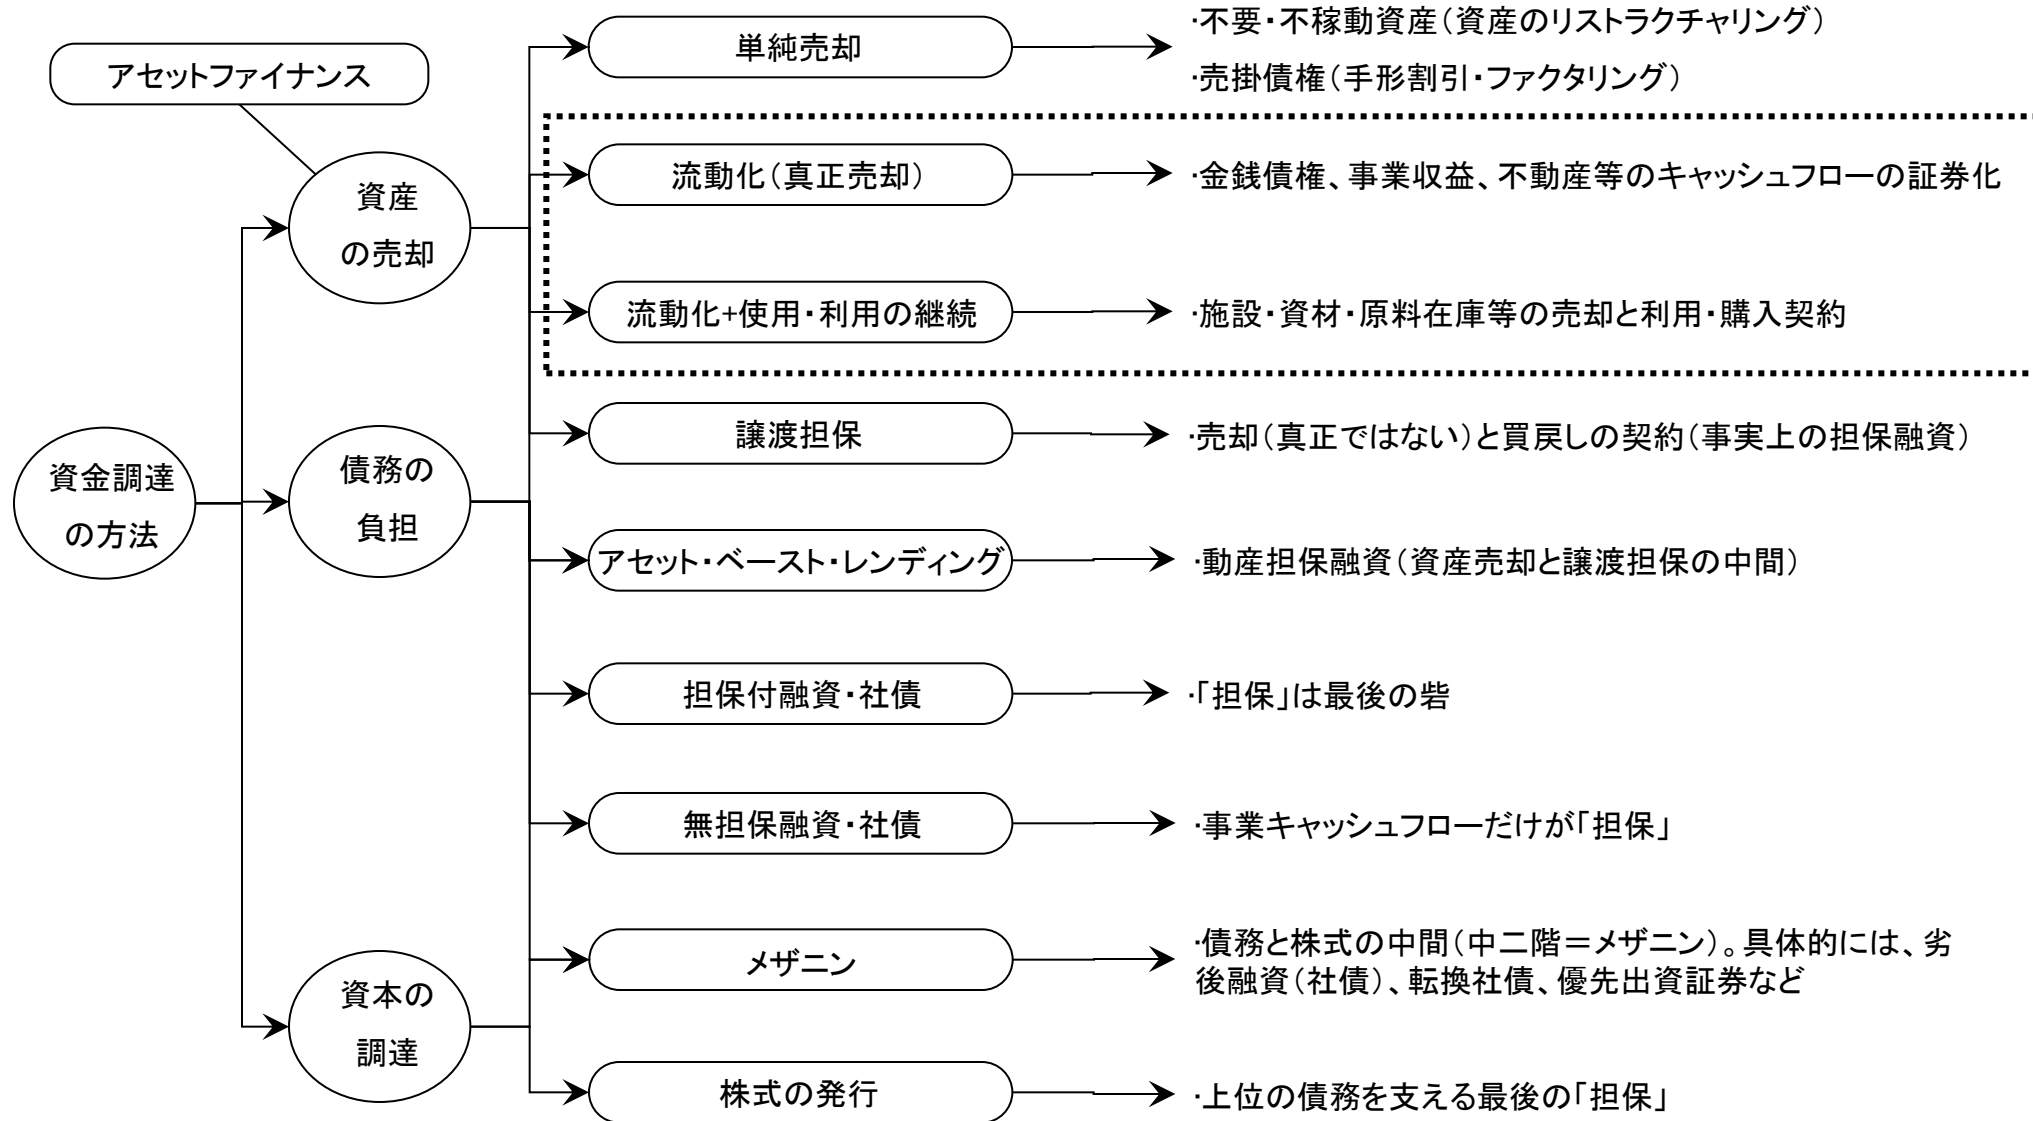 アセットファイナンス
資金調達
の方法
資産
の売却
債務の
負担
資本の
調達
単純売却
・不要・不稼動資産（資産のリストラクチャリング）
・売掛債権（手形割引・ファクタリング）
流動化（真正売却）
・金銭債権、事業収益、不動産等のキャッシュフローの証券化
流動化+使用・利用の継続
・施設・資材・原料在庫等の売却と利用・購入契約
譲渡担保
・売却（真正ではない）と買戻しの契約（事実上の担保融資）
アセット・ベースト・レンディング
・動産担保融資（資産売却と譲渡担保の中間）
担保付融資・社債
・「担保」は最後の砦
無担保融資・社債
・事業キャッシュフローだけが「担保」
メザニン
・債務と株式の中間（中二階＝メザニン）。具体的には、劣
後融資（社債）、転換社債、優先出資証券など
株式の発行
・上位の債務を支える最後の「担保」